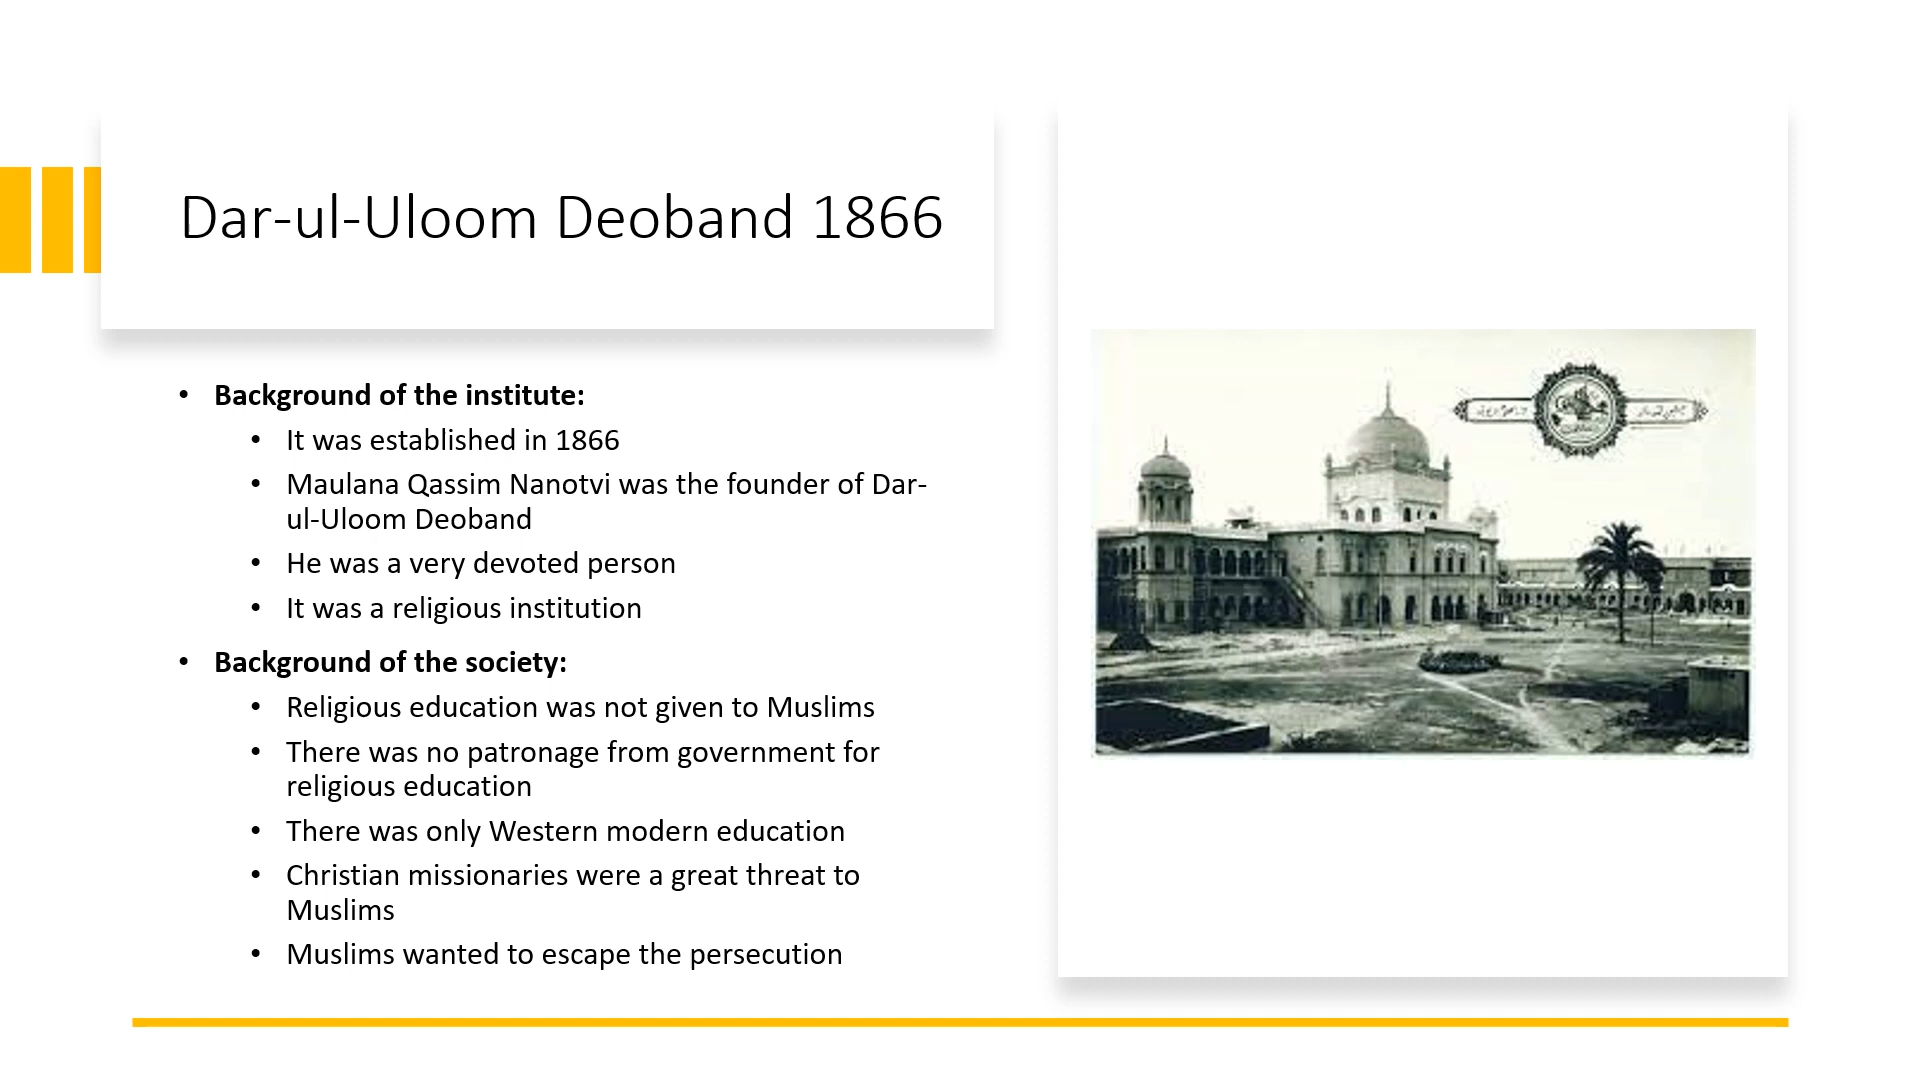 Dar-ul-Uloom Deoband 1866
• Background of the institute:
• It was established in 1866
• Maulana Qassim Nanotvi was the founder of Dar-
ul-Uloom Deoband
• He was a very devoted person
• It was a religious institution
• Background of the society:
• Religious education was not given to Muslims
• There was no patronage from government for
religious education
• There was only Western modern education
• Christian missionaries were a great threat to
Muslims
• Muslims wanted to escape the persecution